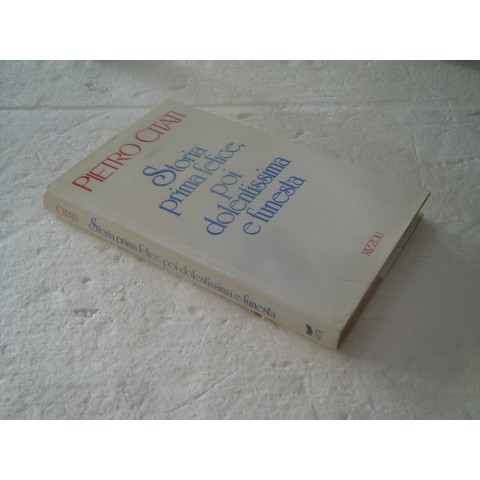 PIETRO CITATI
Storia
prima felice,
poi
dolentissima
e funesta
RIZZOLI
CITATI
Storia prima felice, poi dolentissima e funesta